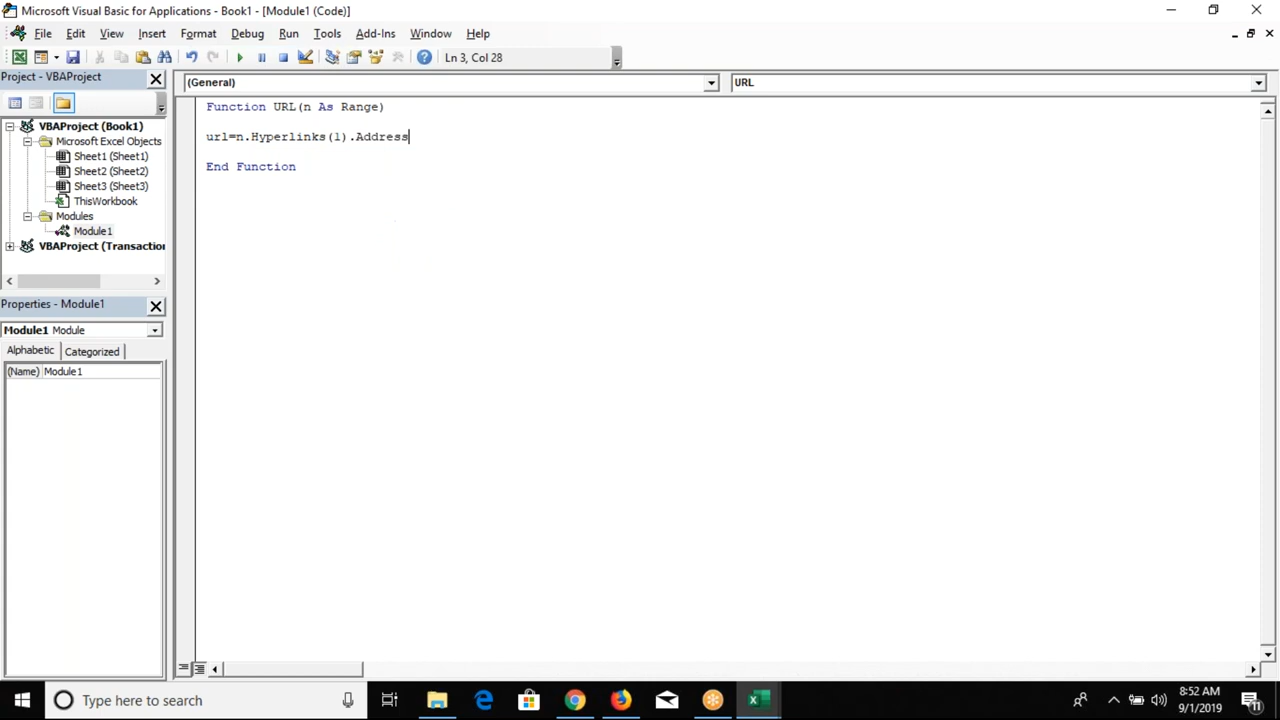 Microsoft Visual Basic for Applications - Book1 - [Module1 (Code)]
File Edit View Insert Format Debug Run Tools Add-Ins Window Help
Ln 3, Col 28
Project - VBAProject
(General) URL
VBAProject (Book1)
Microsoft Excel Objects
Sheet1 (Sheet1)
Sheet2 (Sheet2)
Sheet3 (Sheet3)
ThisWorkbook
Modules
Module1
VBAProject (Transaction
Function URL(n As Range)
url=n.Hyperlinks(1).Address
End Function
Properties - Module1
Module1 Module
Alphabetic Categorized
(Name) Module1
Type here to search
8:52 AM
9/1/2019
11